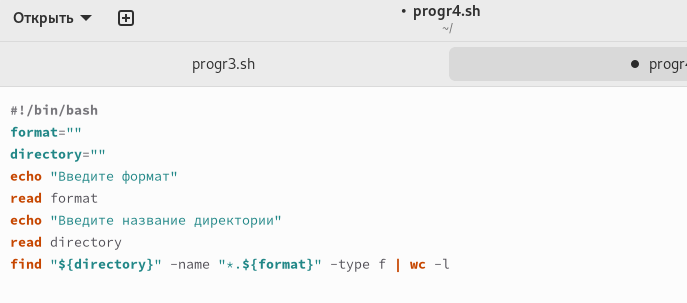 Открыть
• progr4.sh
~/
progr3.sh
● progr4
#!/bin/bash
format=""
directory=""
echo "Введите формат"
read format
echo "Введите название директории"
read directory
find "${directory}" -name "*.${format}" -type f | wc -l